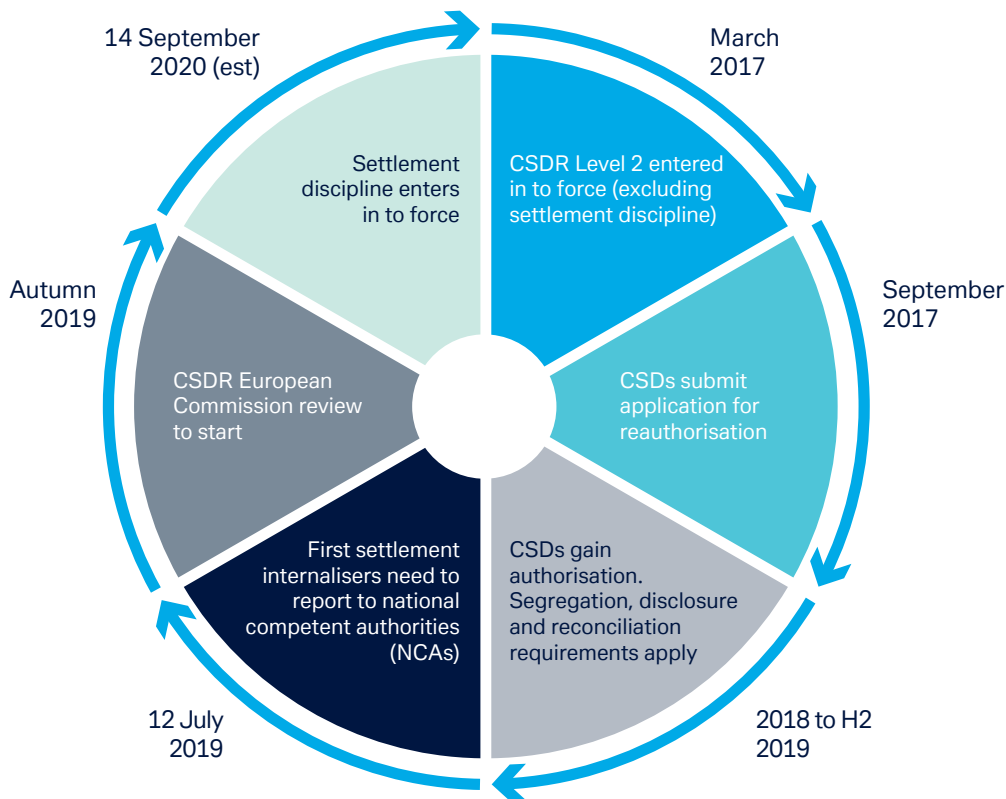 March
2017
CSDR Level 2 entered
in to force (excluding
settlement discipline)
September
2017
CSDs submit
application for
reauthorisation
2018 to H2
2019
CSDs gain
authorisation.
Segregation, disclosure
and reconciliation
requirements apply
12 July
2019
First settlement
internalisers need to
report to national
competent authorities
(NCAs)
Autumn
2019
CSDR European
Commission review
to start
14 September
2020 (est)
Settlement
discipline enters
in to force